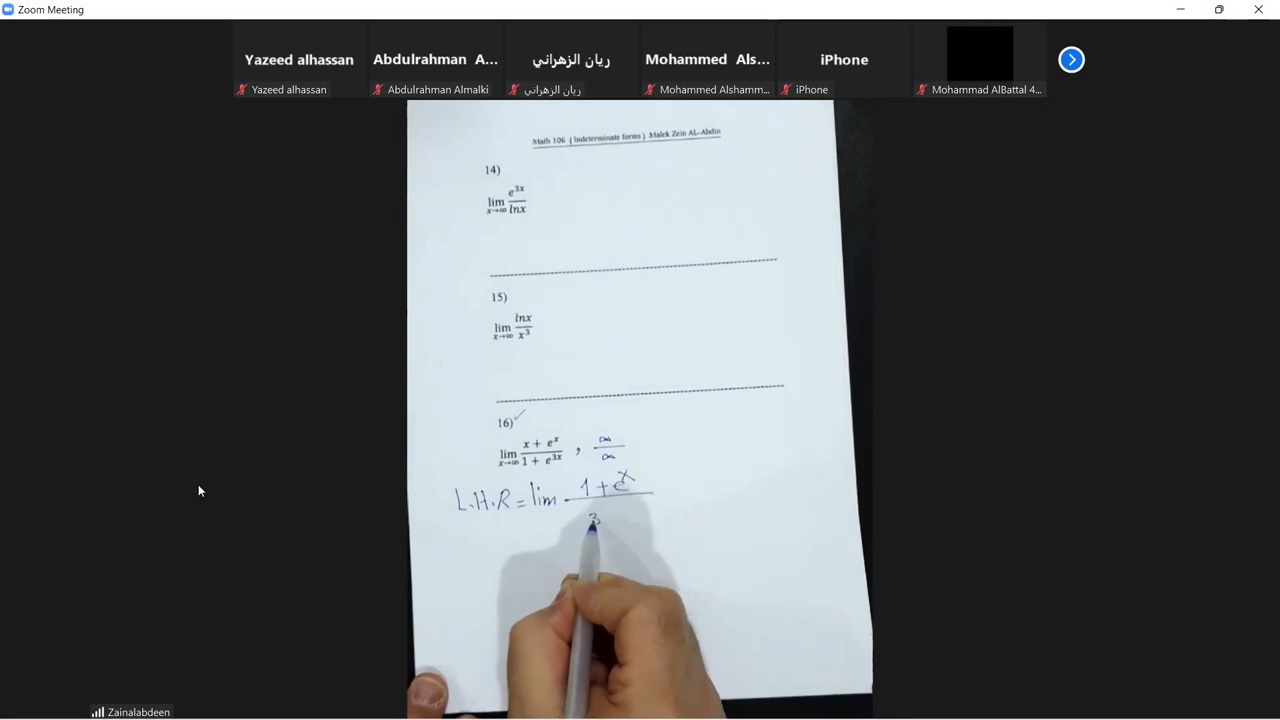 Zoom Meeting
Yazeed alhassan
Abdulrahman A...
ريان الزهراني
Mohammed Als...
iPhone
Yazeed alhassan
Abdulrahman Almalki
ريان الزهراني
Mohammed Alshamm...
iPhone
Mohammad AlBattal 4...
Math 106 ( Indeterminate forms ) Malek Zein AL-Abdin
14)
lim x→∞ e^3x / lnx
15)
lim x→∞ lnx / x^3
16) ✓
lim x→∞ x + e^x / 1 + e^3x , ∞/∞
L.H.R = lim 1 + e^x / 3
Zainalabdeen